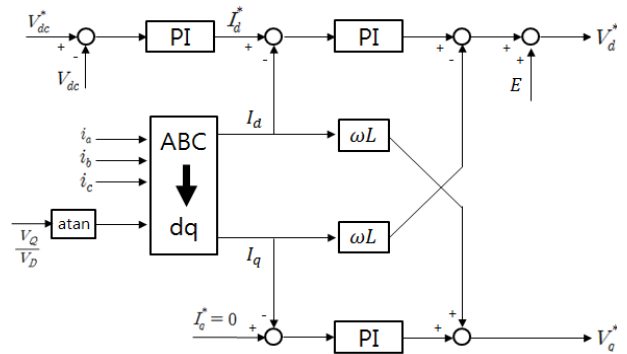 V*dc
+
-
Vdc
PI
I*d
+
-
PI
+
-
+
+
E
V*d
ia
ib
ic
VQ
VD
atan
ABC
dq
Id
Iq
ωL
ωL
I*q = 0
-
+
PI
+
+
V*q